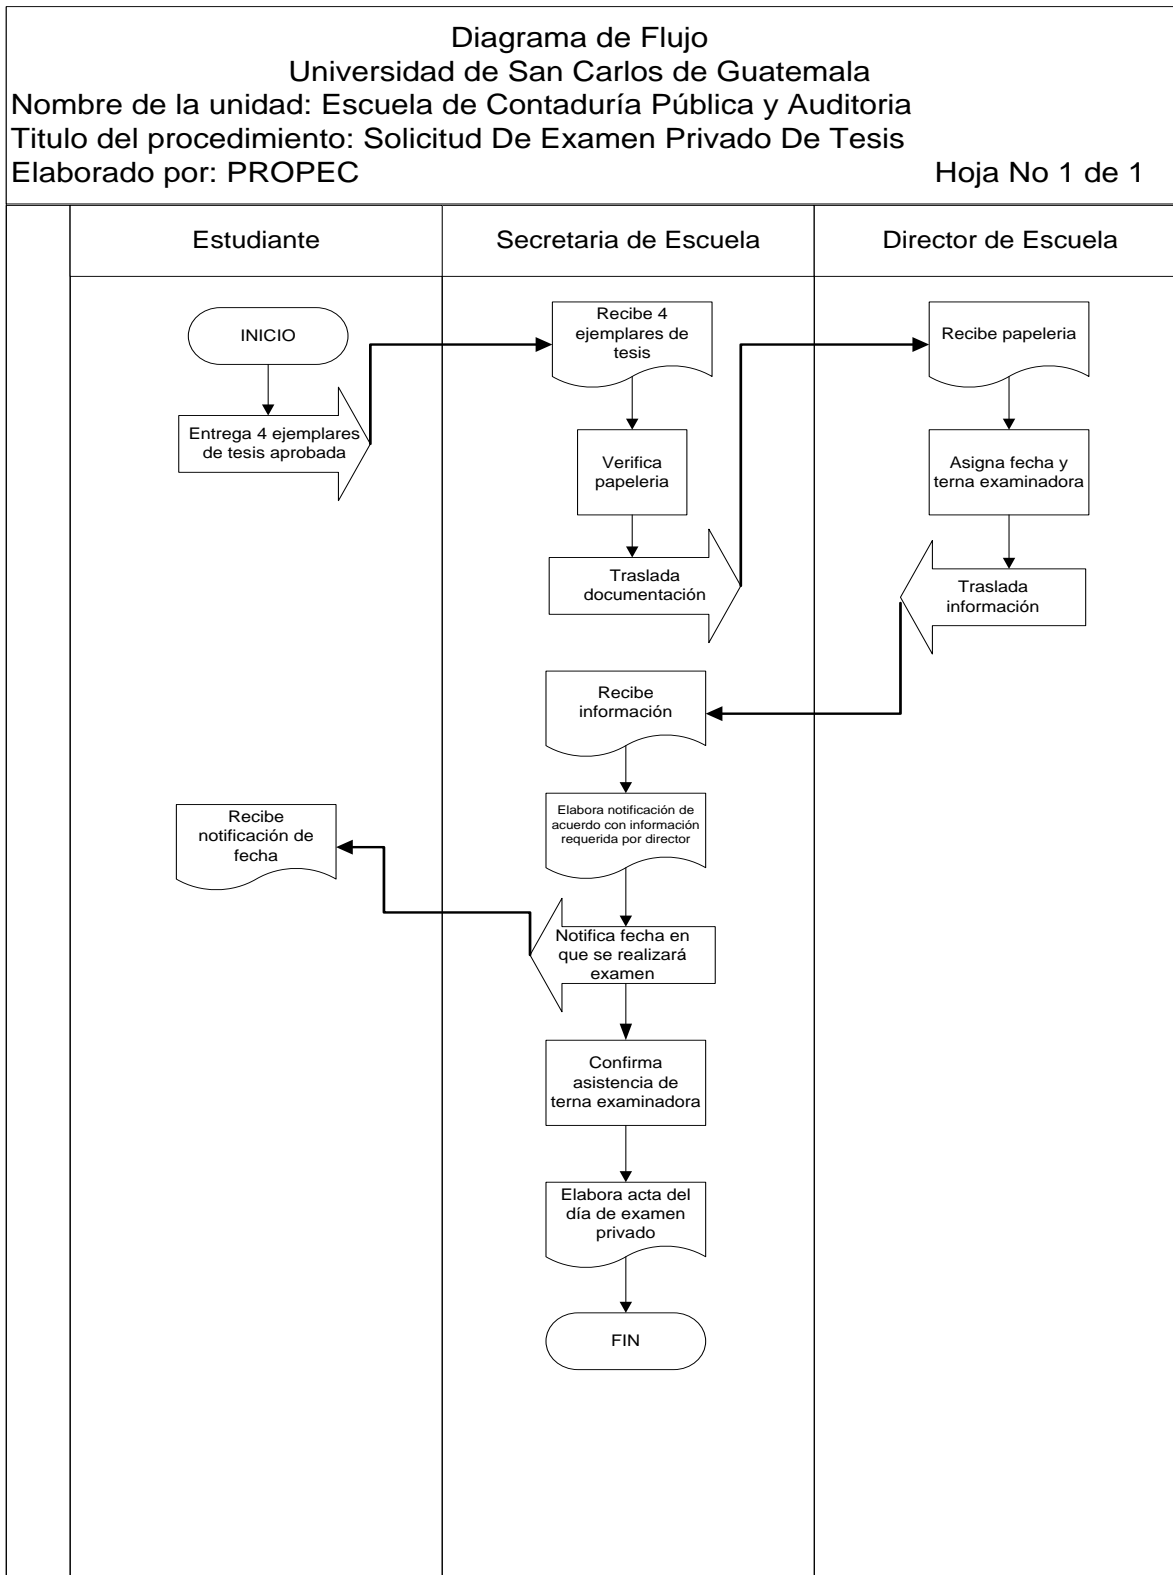 Diagrama de Flujo
Universidad de San Carlos de Guatemala
Nombre de la unidad: Escuela de Contaduría Pública y Auditoria
Titulo del procedimiento: Solicitud De Examen Privado De Tesis
Elaborado por: PROPEC
Hoja No 1 de 1
Estudiante
Secretaria de Escuela
Director de Escuela
INICIO
Entrega 4 ejemplares
de tesis aprobada
Recibe 4
ejemplares de
tesis
Verifica
papeleria
Traslada
documentación
Recibe papeleria
Asigna fecha y
terna examinadora
Traslada
información
Recibe
información
Elabora notificación de
acuerdo con información
requerida por director
Notifica fecha en
que se realizará
examen
Recibe
notificación de
fecha
Confirma
asistencia de
terna examinadora
Elabora acta del
día de examen
privado
FIN